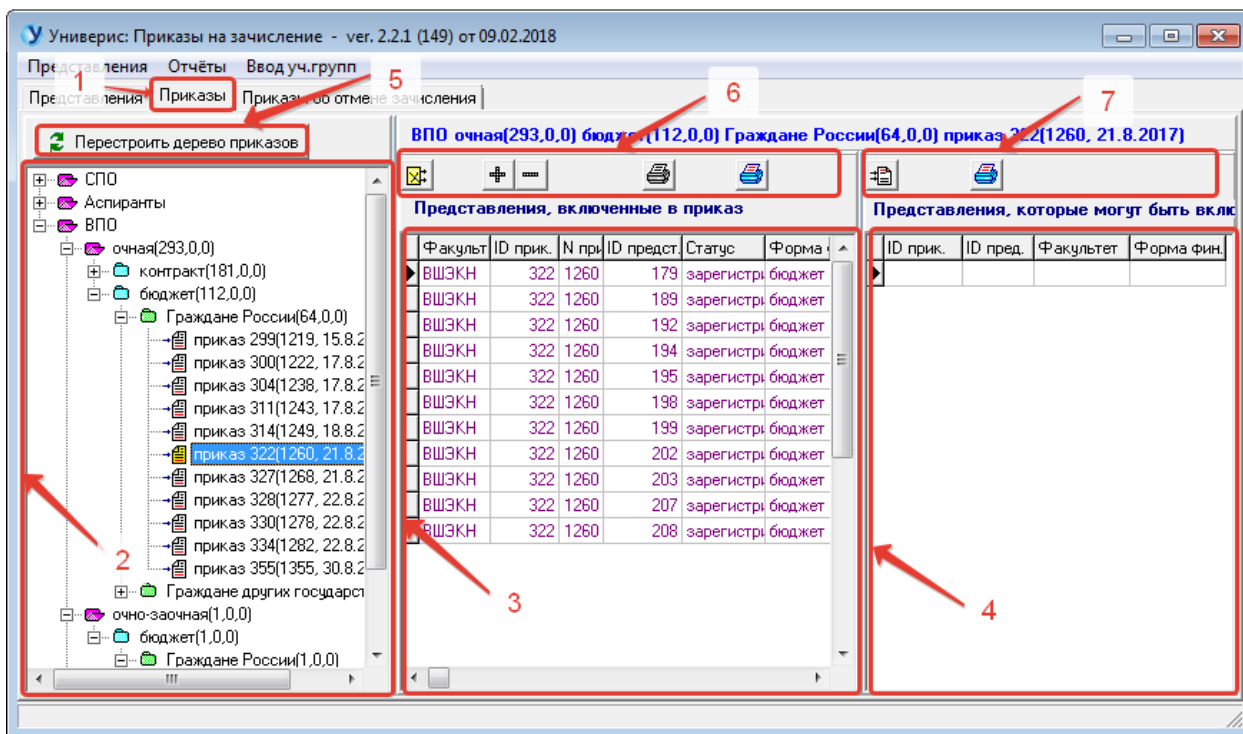 Универис: Приказы на зачисление - ver. 2.2.1 (149) от 09.02.2018
Представления Отчёты Ввод уч.групп
1 5 6 7
Представления Приказы Приказы об отмене зачисления
Перестроить дерево приказов
ВПО очная(293,0,0) бюджет(112,0,0) Граждане России(64,0,0) приказ 322(1260, 21.8.2017)
СПО
Аспиранты
ВПО
очная(293,0,0)
контракт(181,0,0)
бюджет(112,0,0)
Граждане России(64,0,0)
приказ 299(1219, 15.8.2
приказ 300(1222, 17.8.2
приказ 304(1238, 17.8.2
приказ 311(1243, 17.8.2
приказ 314(1249, 18.8.2
приказ 322(1260, 21.8.2
приказ 327(1268, 21.8.2
приказ 328(1277, 22.8.2
приказ 330(1278, 22.8.2
приказ 334(1282, 22.8.2
приказ 355(1355, 30.8.2
Граждане других государст
очно-заочная(1,0,0)
бюджет(1,0,0)
Граждане России(1,0,0)
2
Представления, включенные в приказ
Факульт ID прик. N при ID предст. Статус Форма
ВШЭКН 322 1260 179 зарегистри бюджет
ВШЭКН 322 1260 189 зарегистри бюджет
ВШЭКН 322 1260 192 зарегистри бюджет
ВШЭКН 322 1260 194 зарегистри бюджет
ВШЭКН 322 1260 195 зарегистри бюджет
ВШЭКН 322 1260 198 зарегистри бюджет
ВШЭКН 322 1260 199 зарегистри бюджет
ВШЭКН 322 1260 202 зарегистри бюджет
ВШЭКН 322 1260 203 зарегистри бюджет
ВШЭКН 322 1260 207 зарегистри бюджет
ВШЭКН 322 1260 208 зарегистри бюджет
3
Представления, которые могут быть вклю
ID прик. ID пред. Факультет Форма фин.
4